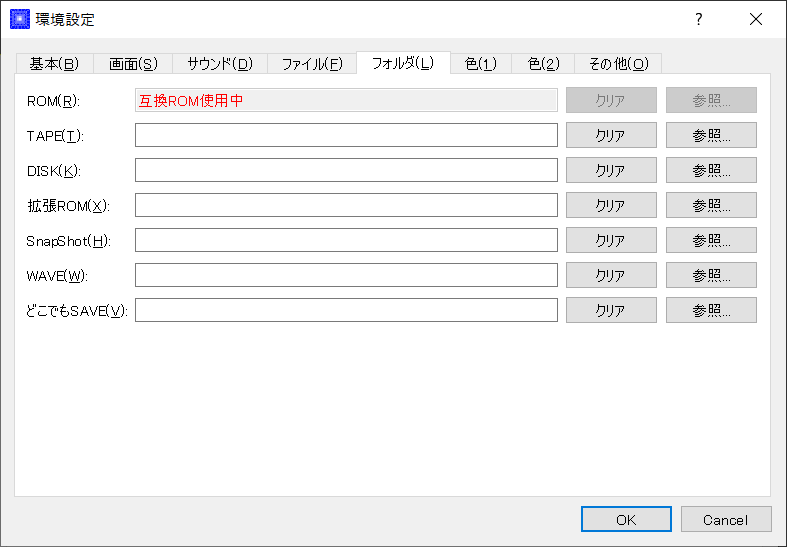 環境設定
?
基本(B) 画面(S) サウンド(D) ファイル(F) フォルダ(L) 色(1) 色(2) その他(O)
ROM(R): 互換ROM使用中 クリア 参照...
TAPE(T): クリア 参照...
DISK(K): クリア 参照...
拡張ROM(X): クリア 参照...
SnapShot(H): クリア 参照...
WAVE(W): クリア 参照...
どこでもSAVE(V): クリア 参照...
OK Cancel